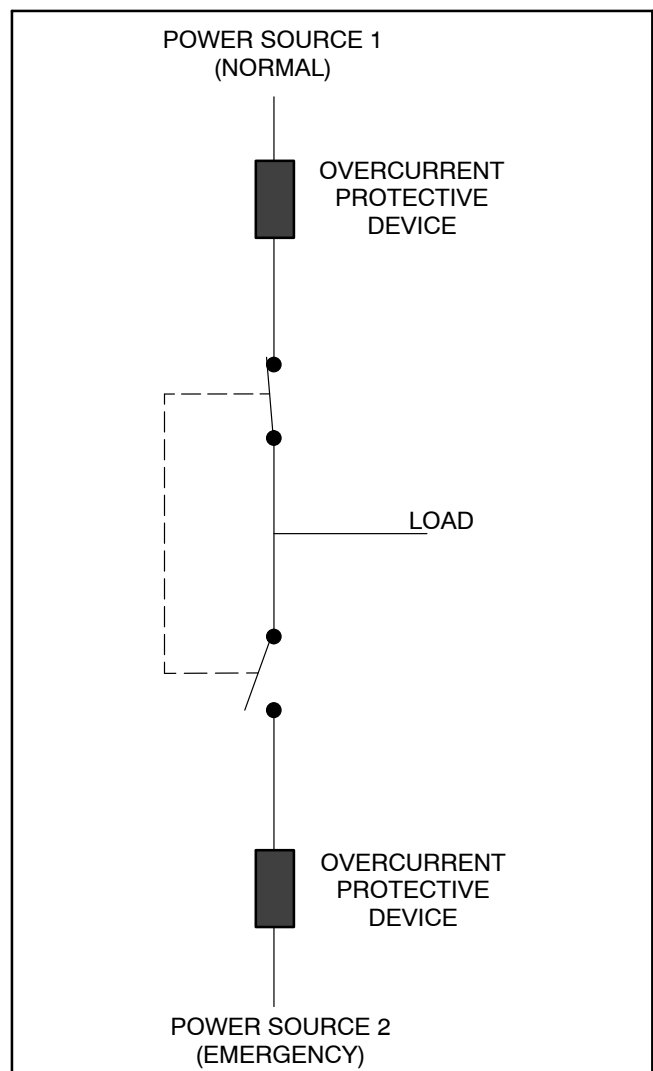 POWER SOURCE 1
(NORMAL)
OVERCURRENT
PROTECTIVE
DEVICE
LOAD
OVERCURRENT
PROTECTIVE
DEVICE
POWER SOURCE 2
(EMERGENCY)